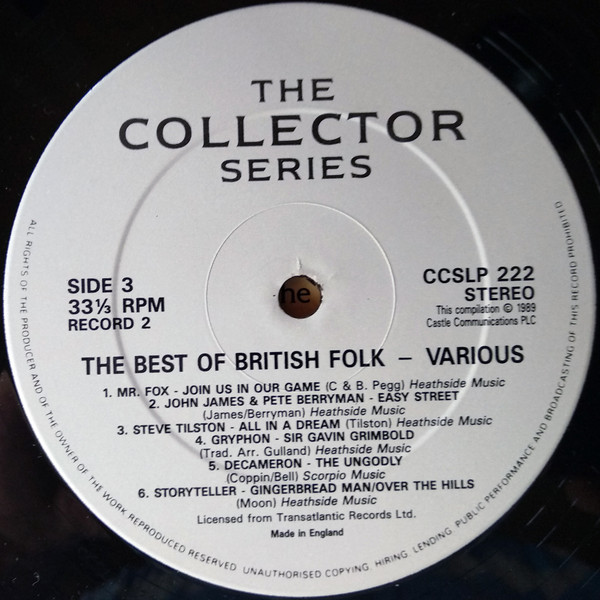 THE
COLLECTOR
SERIES
SIDE 3
33⅓ RPM
RECORD 2
he
CCSLP 222
STEREO
This compilation © 1989
Castle Communications PLC
THE BEST OF BRITISH FOLK – VARIOUS
1. MR. FOX - JOIN US IN OUR GAME (C & B. Pegg) Heathside Music
2. JOHN JAMES & PETE BERRYMAN - EASY STREET
(James/Berryman) Heathside Music
3. STEVE TILSTON - ALL IN A DREAM (Tilston) Heathside Music
4. GRYPHON - SIR GAVIN GRIMBOLD
(Trad. Arr. Gulland) Heathside Music
5. DECAMERON - THE UNGODLY
(Coppin/Bell) Scorpio Music
6. STORYTELLER - GINGERBREAD MAN/OVER THE HILLS
(Moon) Heathside Music
Licensed from Transatlantic Records Ltd.
Made in England
ALL RIGHTS OF THE PRODUCER AND OF THE OWNER OF THE WORK REPRODUCED RESERVED. UNAUTHORISED COPYING, HIRING, LENDING, PUBLIC PERFORMANCE AND BROADCASTING OF THIS RECORD PROHIBITED